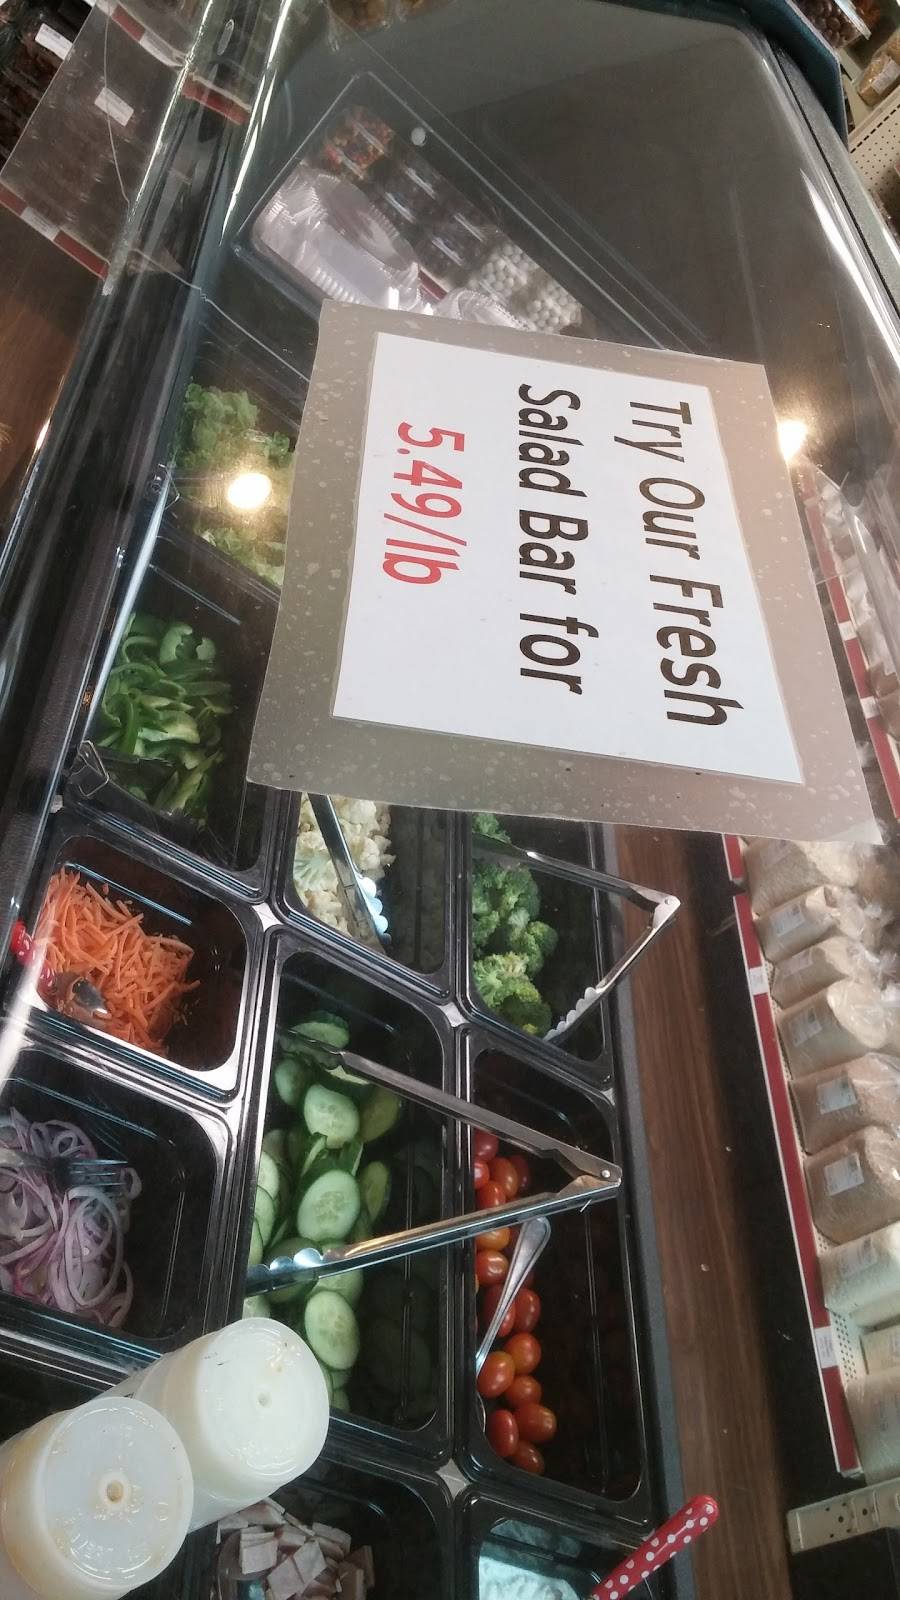 Try Our Fresh
Salad Bar for
5.49/lb